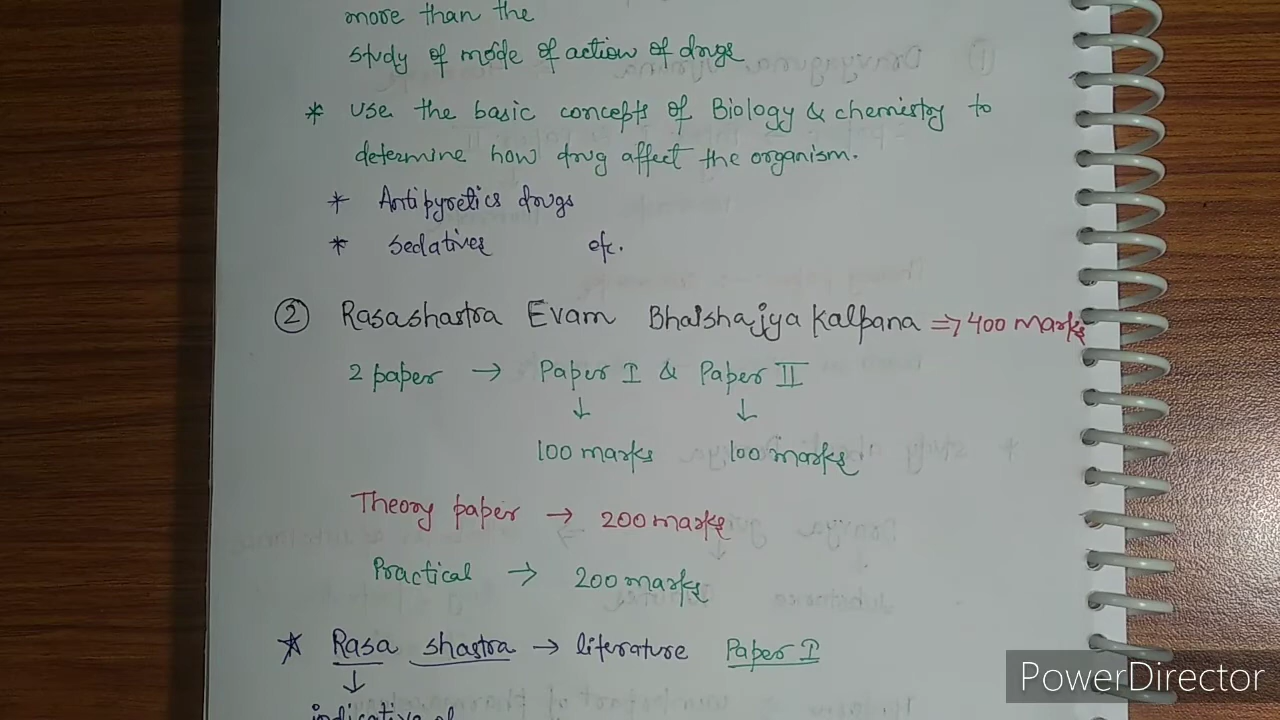 more than the
study of mode of action of drugs
* use the basic concepts of Biology & chemistry to
determine how drug affect the organism.
* Antipyretics drugs
* sedatives etc.
② Rasashastra Evam Bhaishajya Kalpana => 400 marks
2 paper → Paper I & Paper II
↓ ↓
100 marks 100 marks
Theory paper → 200 marks
Practical → 200 marks
* Rasa shastra → literature Paper I
↓
indicative of
PowerDirector